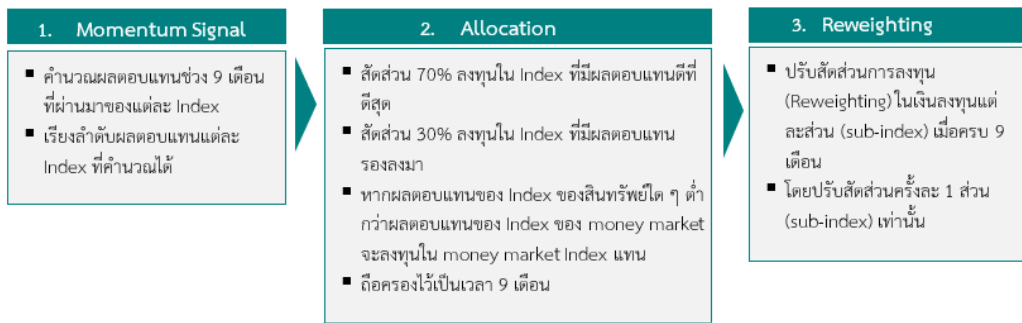 1. Momentum Signal
▪ คำนวณผลตอบแทนช่วง 9 เดือน
ที่ผ่านมาของแต่ละ Index
▪ เรียงลำดับผลตอบแทนแต่ละ
Index ที่คำนวณได้
2. Allocation
▪ สัดส่วน 70% ลงทุนใน Index ที่มีผลตอบแทนดีที่
ดีสุด
▪ สัดส่วน 30% ลงทุนใน Index ที่มีผลตอบแทน
รองลงมา
▪ หากผลตอบแทนของ Index ของสินทรัพย์ใด ๆ ต่ำ
กว่าผลตอบแทนของ Index ของ money market
จะลงทุนใน money market Index แทน
▪ ถือครองไว้เป็นเวลา 9 เดือน
3. Reweighting
▪ ปรับสัดส่วนการลงทุน
(Reweighting) ในเงินลงทุนแต่
ละส่วน (sub-index) เมื่อครบ 9
เดือน
▪ โดยปรับสัดส่วนครั้งละ 1 ส่วน
(sub-index) เท่านั้น